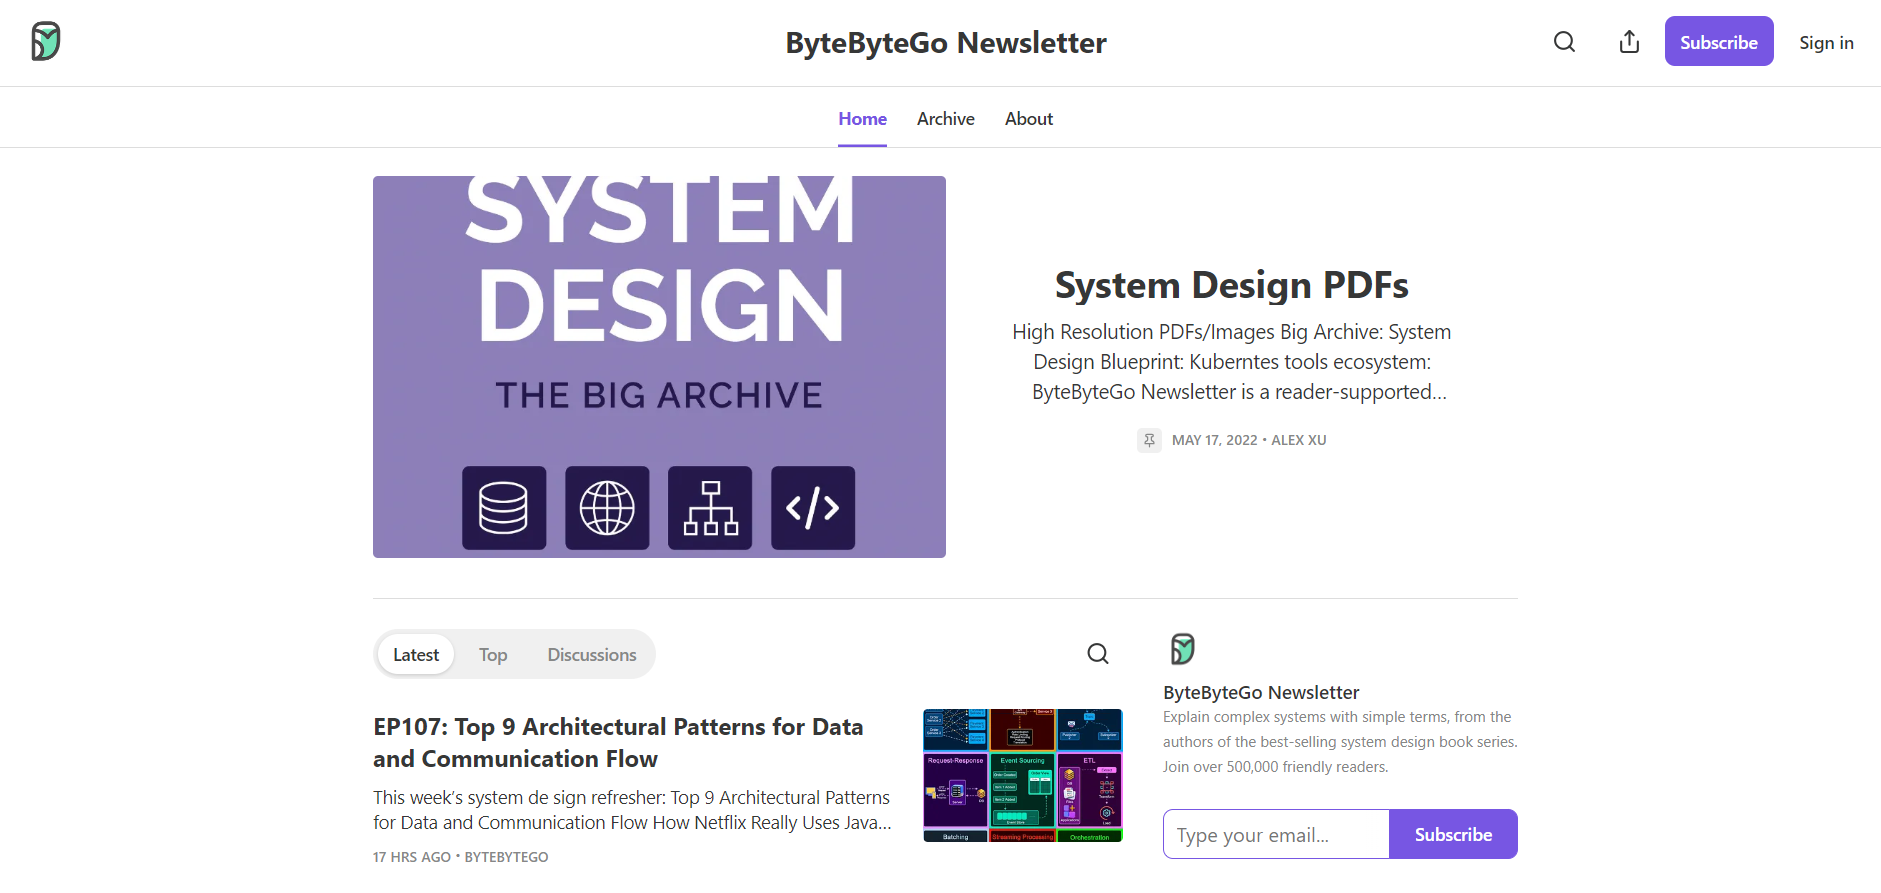 ByteByteGo Newsletter
Subscribe
Sign in
Home
Archive
About
SYSTEM
DESIGN
THE BIG ARCHIVE
System Design PDFs
High Resolution PDFs/Images Big Archive: System
Design Blueprint: Kuberntes tools ecosystem:
ByteByteGo Newsletter is a reader-supported...
MAY 17, 2022 • ALEX XU
Latest
Top
Discussions
EP107: Top 9 Architectural Patterns for Data
and Communication Flow
This week's system de sign refresher: Top 9 Architectural Patterns
for Data and Communication Flow How Netflix Really Uses Java...
17 HRS AGO • BYTEBYTEGO
Request-Response
Event Sourcing
ETL
Server
Batching
Streaming Processing
Orchestration
ByteByteGo Newsletter
Explain complex systems with simple terms, from the
authors of the best-selling system design book series.
Join over 500,000 friendly readers.
Type your email...
Subscribe